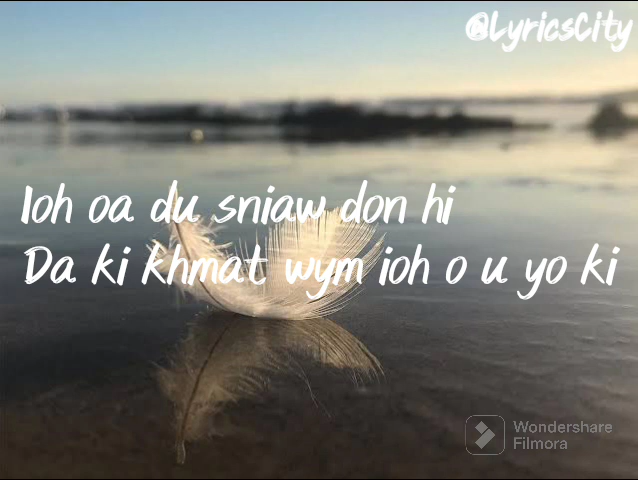 @LyricsCity
Ioh oa du sniaw don hi
Da ki khmat wym ioh o u yo ki
Wondershare
Filmora